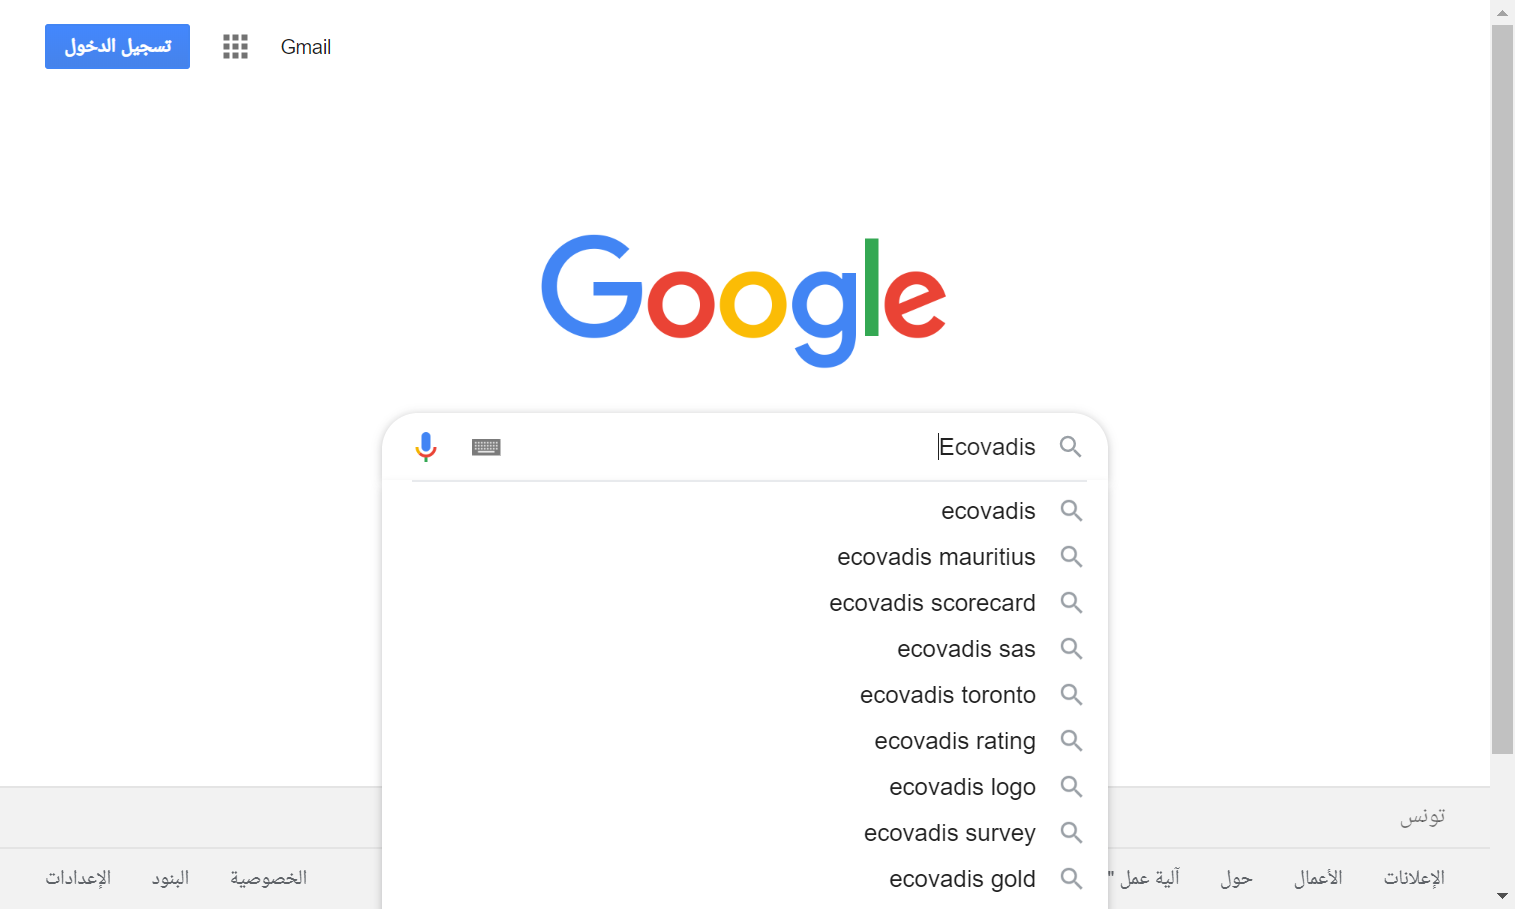 تسجيل الدخول
Gmail
Google
Ecovadis
ecovadis
ecovadis mauritius
ecovadis scorecard
ecovadis sas
ecovadis toronto
ecovadis rating
ecovadis logo
ecovadis survey
ecovadis gold
تونس
الإعلانات الأعمال حول آلية عمل " الخصوصية البنود الإعدادات